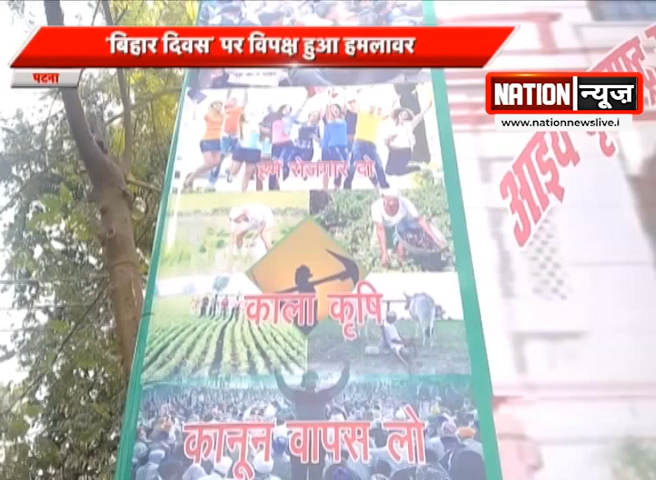 'बिहार दिवस' पर विपक्ष हुआ हमलावर
पटना
NATION न्यूज़
www.nationnewslive.i
हमें रोजगार दो
काला कृषि
कानून वापस लो